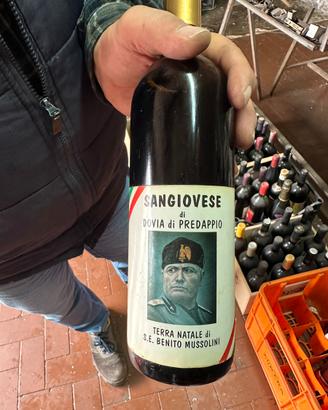 SANGIOVESE
di
DOVIA di PREDAPPIO
TERRA NATALE di
S.E. BENITO MUSSOLINI